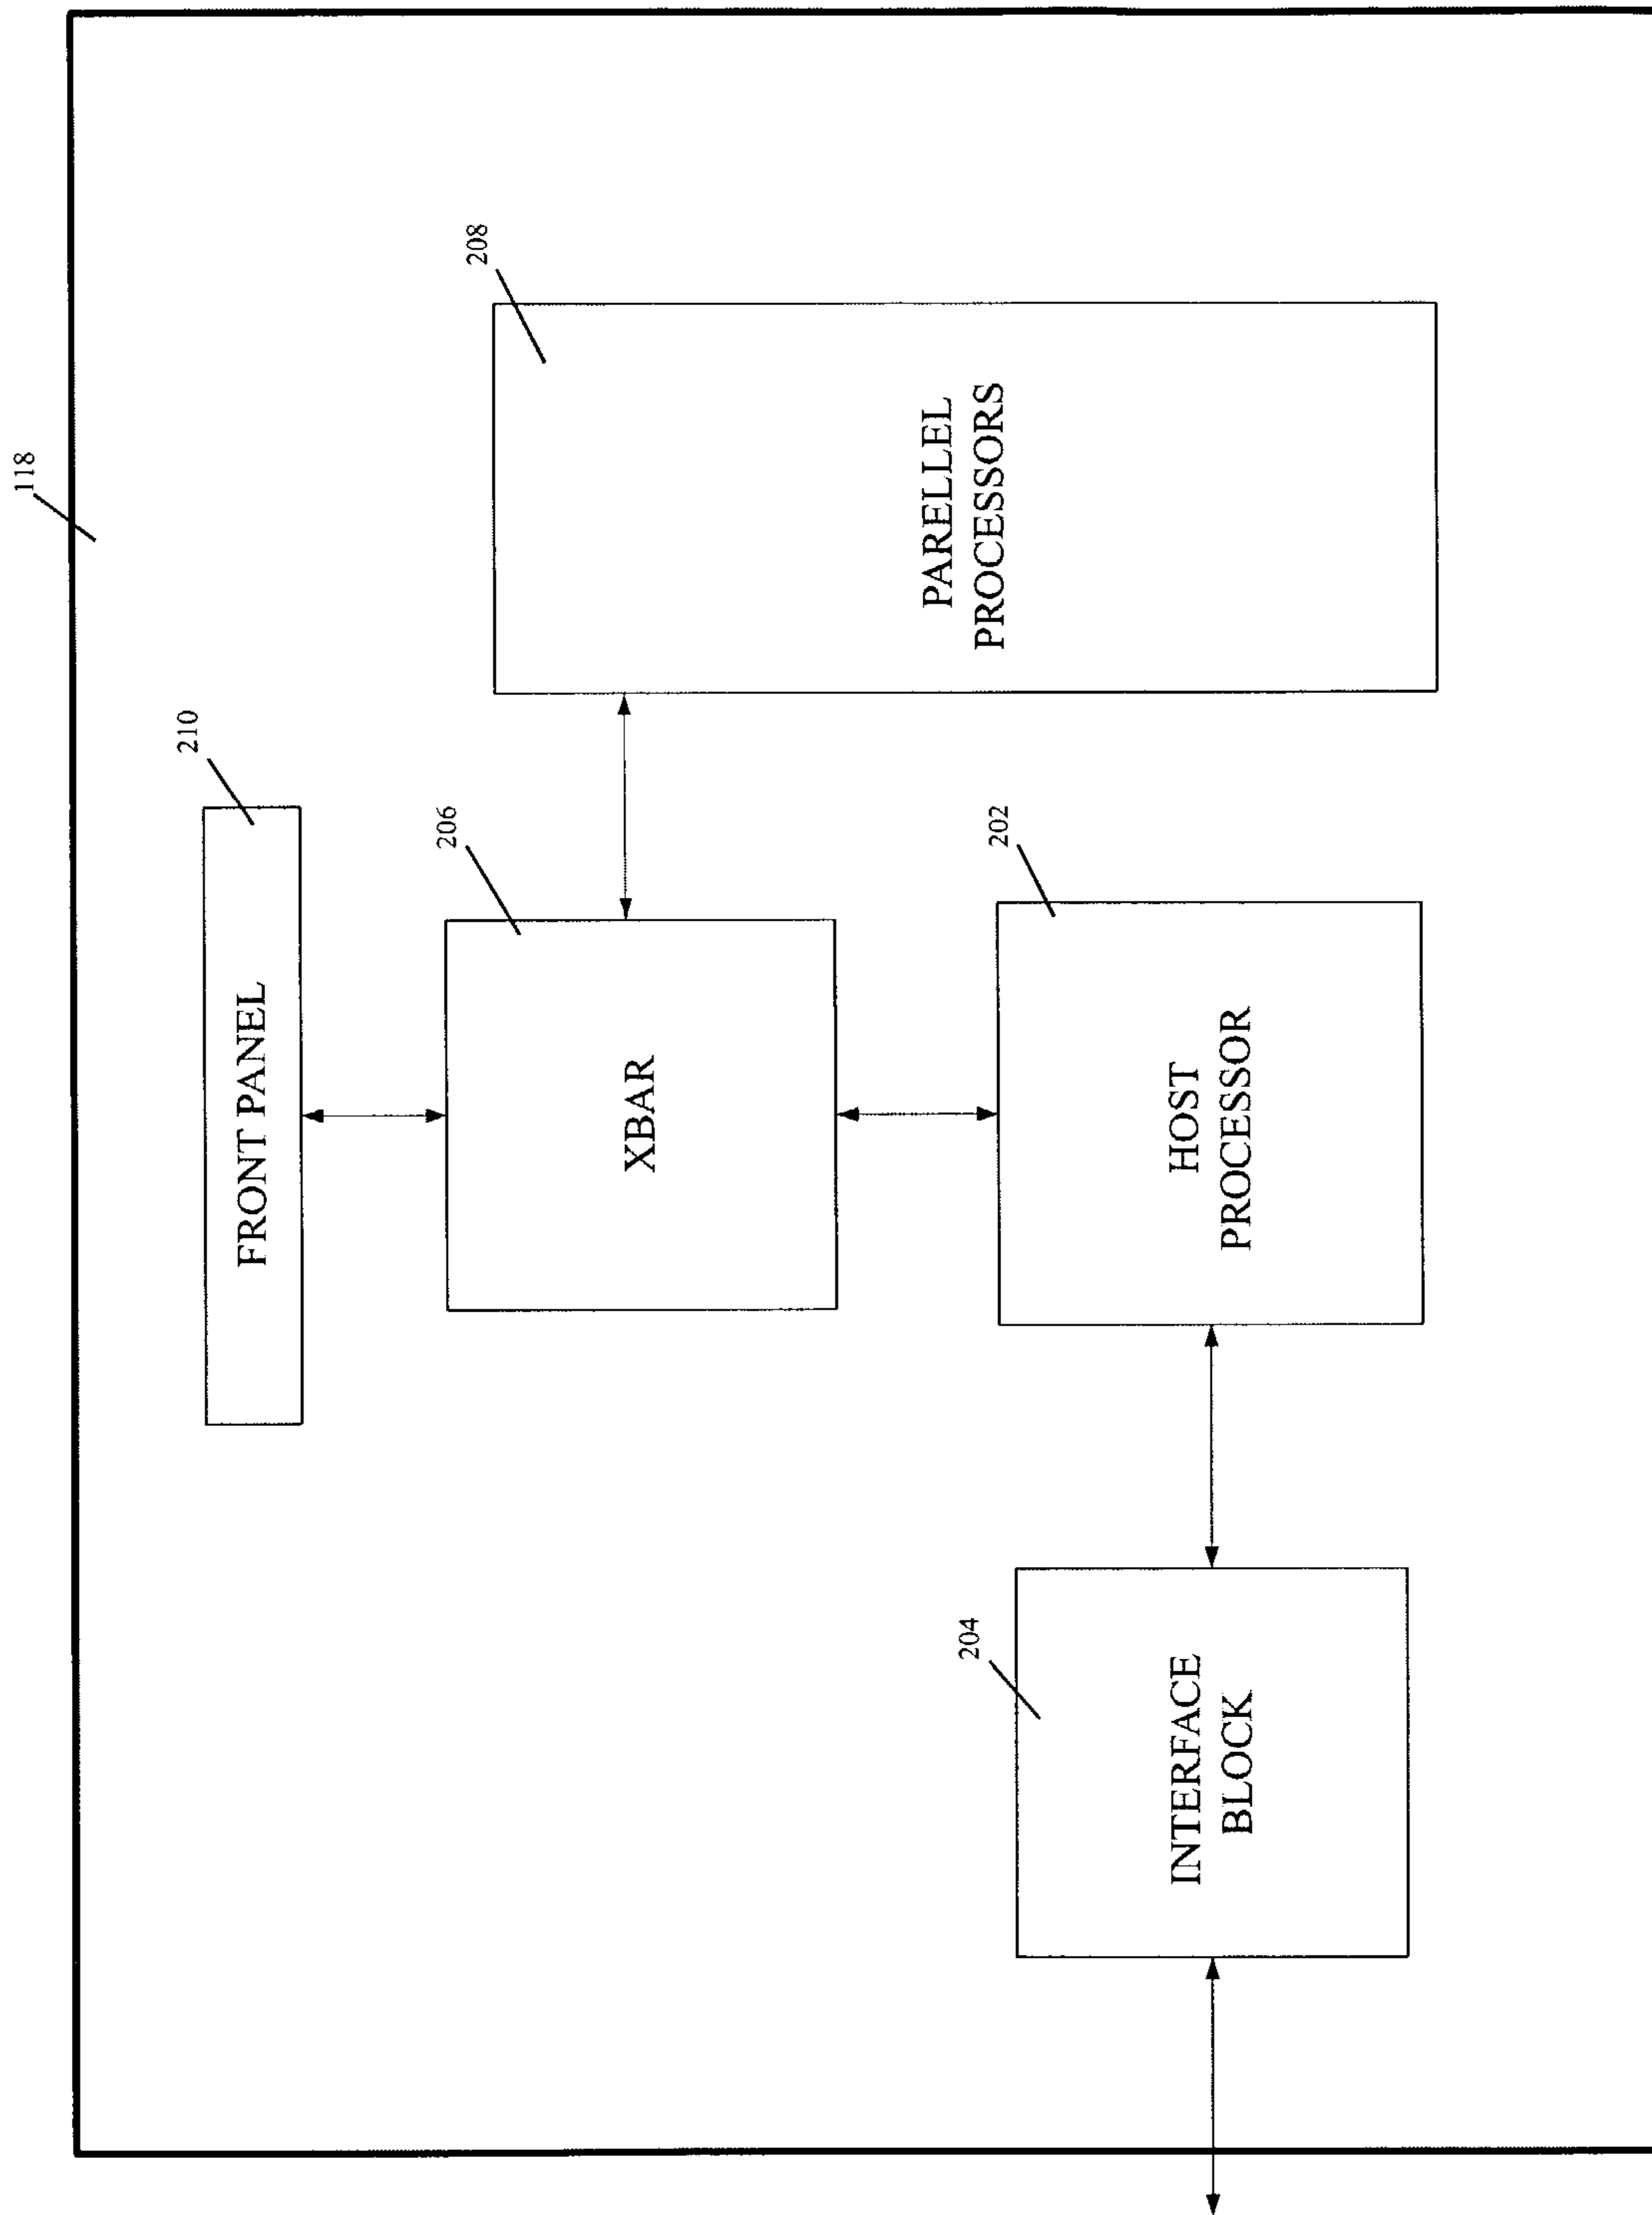 118
210
FRONT PANEL
206
XBAR
208
PARELLEL
PROCESSORS
204
INTERFACE
BLOCK
202
HOST
PROCESSOR